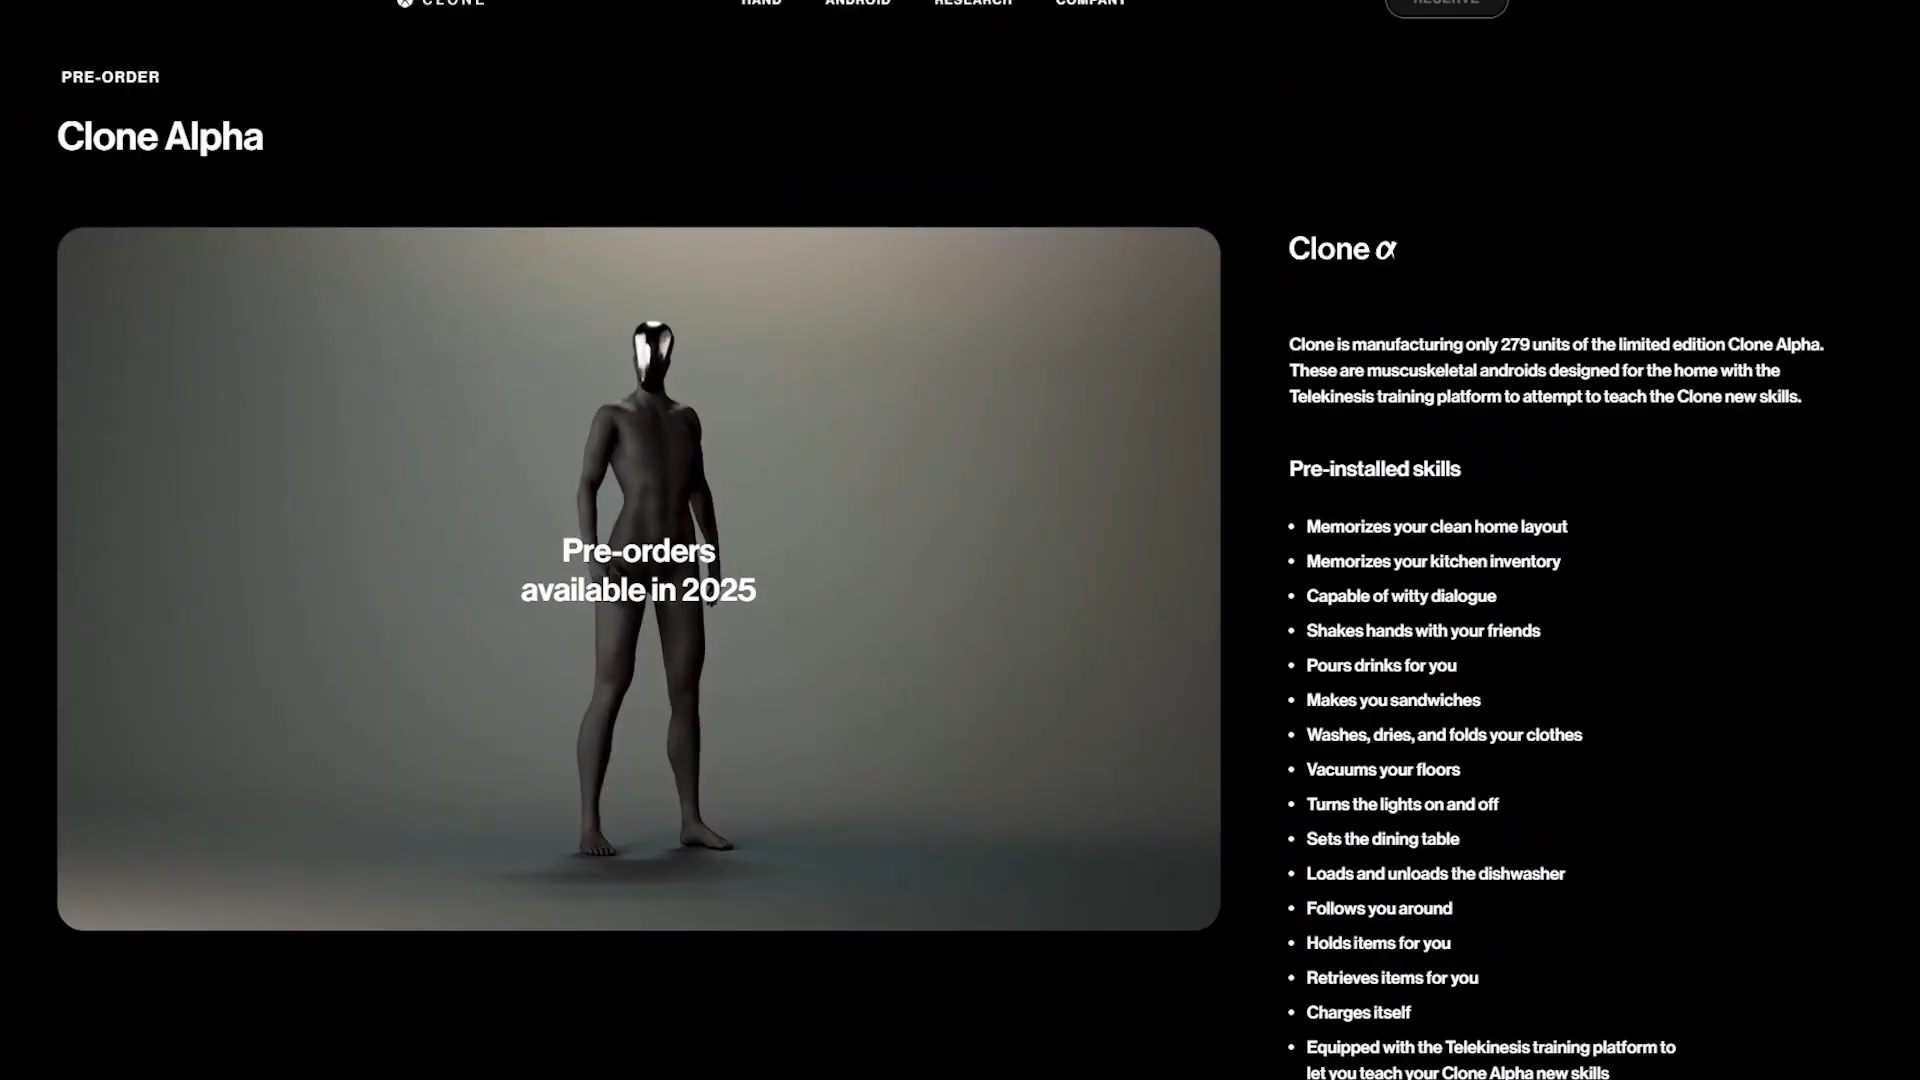 CLONE
HAND
ANDROID
RESEARCH
COMPANY
RESERVE
PRE-ORDER
Clone Alpha
Pre-orders
available in 2025
Clone α
Clone is manufacturing only 279 units of the limited edition Clone Alpha.
These are muscuskeletal androids designed for the home with the
Telekinesis training platform to attempt to teach the Clone new skills.
Pre-installed skills
• Memorizes your clean home layout
• Memorizes your kitchen inventory
• Capable of witty dialogue
• Shakes hands with your friends
• Pours drinks for you
• Makes you sandwiches
• Washes, dries, and folds your clothes
• Vacuums your floors
• Turns the lights on and off
• Sets the dining table
• Loads and unloads the dishwasher
• Follows you around
• Holds items for you
• Retrieves items for you
• Charges itself
• Equipped with the Telekinesis training platform to
let you teach your Clone Alpha new skills